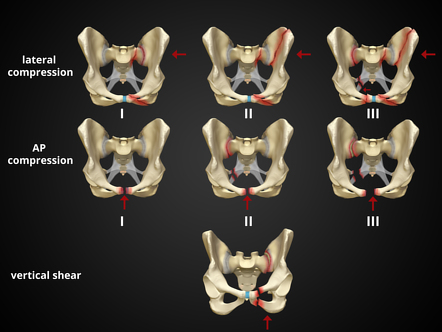 lateral
compression
I II III
AP
compression
I II III
vertical shear